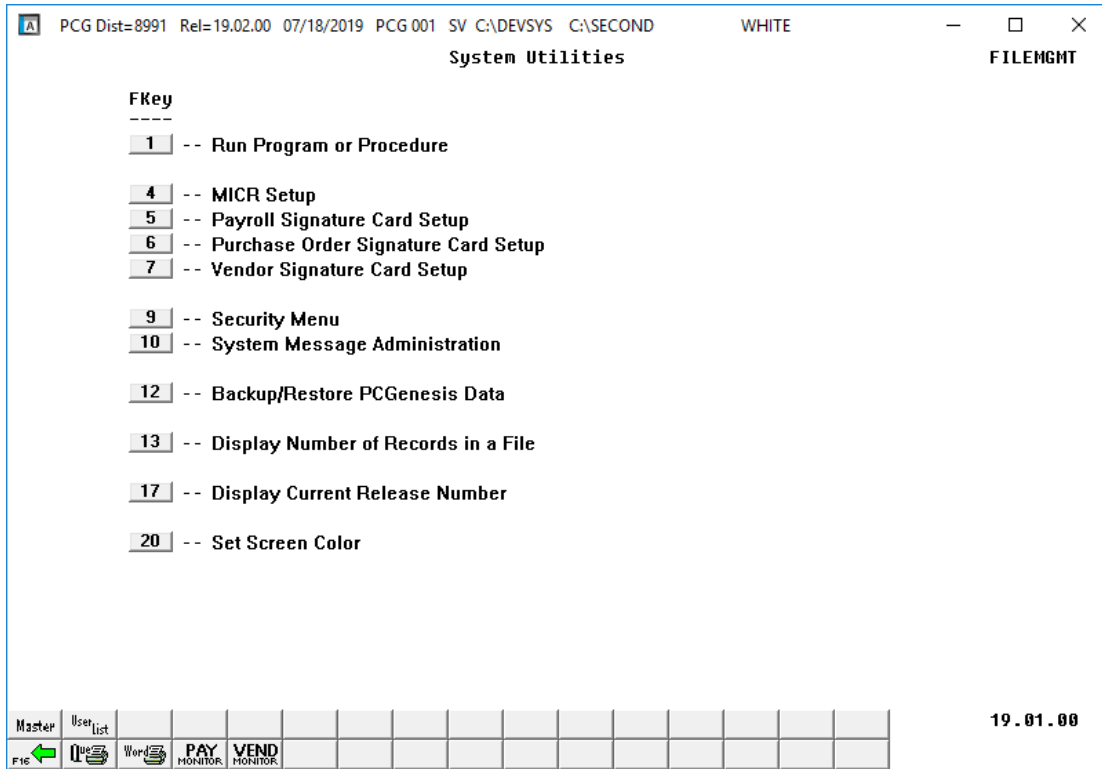 A PCG Dist=8991 Rel=19.02.00 07/18/2019 PCG 001 SV C:\DEVSYS C:\SECOND WHITE
System Utilities FILEMGMT
FKey
----
1 -- Run Program or Procedure
4 -- MICR Setup
5 -- Payroll Signature Card Setup
6 -- Purchase Order Signature Card Setup
7 -- Vendor Signature Card Setup
9 -- Security Menu
10 -- System Message Administration
12 -- Backup/Restore PCGenesis Data
13 -- Display Number of Records in a File
17 -- Display Current Release Number
20 -- Set Screen Color
Master User List 19.01.00
F16 Que Word PAY MONITOR VEND MONITOR